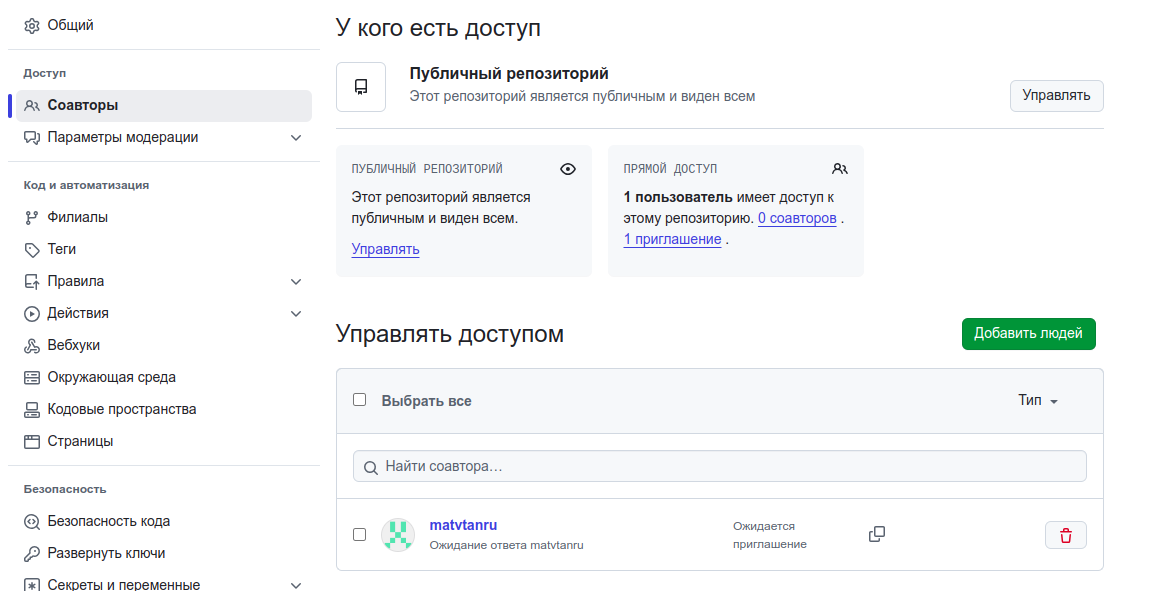 Общий
Доступ
Соавторы
Параметры модерации
Код и автоматизация
Филиалы
Теги
Правила
Действия
Вебхуки
Окружающая среда
Кодовые пространства
Страницы
Безопасность
Безопасность кода
Развернуть ключи
Секреты и переменные
У кого есть доступ
Публичный репозиторий
Этот репозиторий является публичным и виден всем
Управлять
ПУБЛИЧНЫЙ РЕПОЗИТОРИЙ
Этот репозиторий является
публичным и виден всем.
Управлять
ПРЯМОЙ ДОСТУП
1 пользователь имеет доступ к
этому репозиторию. 0 соавторов .
1 приглашение .
Управлять доступом
Добавить людей
Выбрать все
Тип
Найти соавтора…
matvtanru
Ожидание ответа matvtanru
Ожидается
приглашение